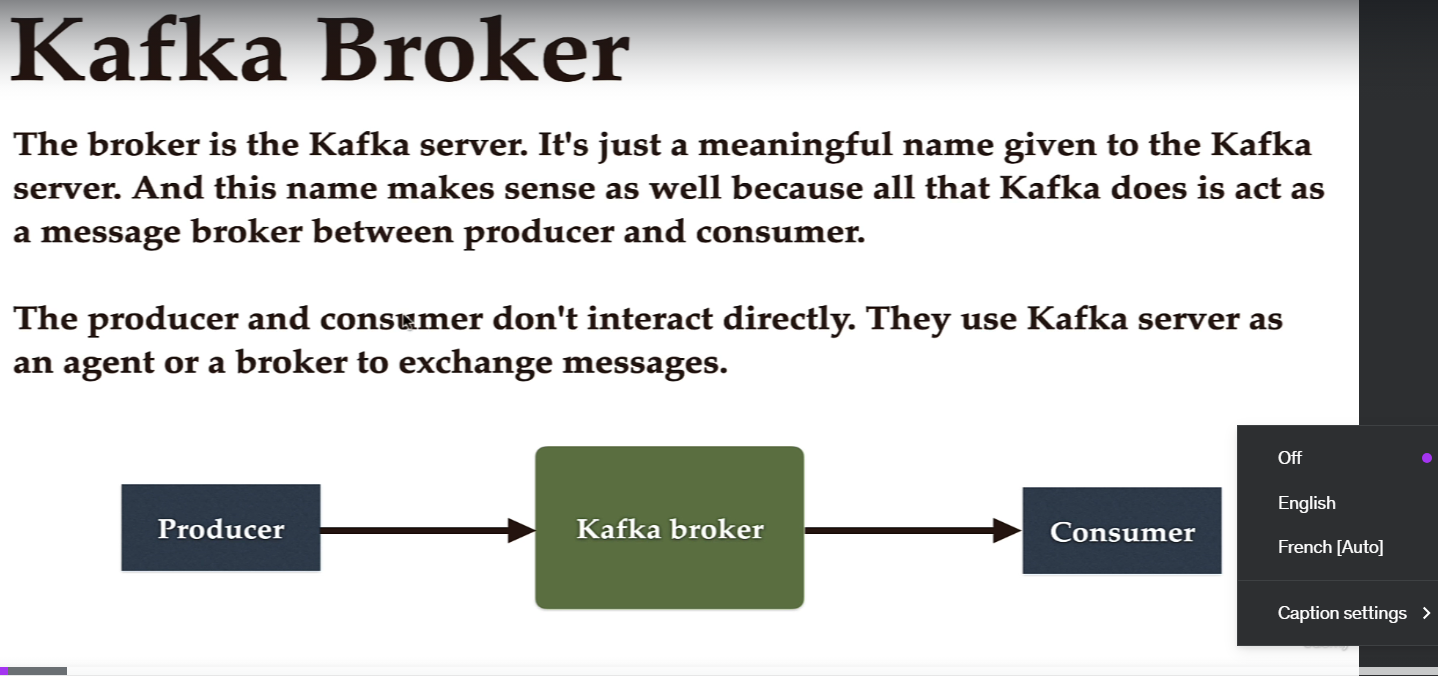 Kafka Broker
The broker is the Kafka server. It's just a meaningful name given to the Kafka
server. And this name makes sense as well because all that Kafka does is act as
a message broker between producer and consumer.
The producer and consumer don't interact directly. They use Kafka server as
an agent or a broker to exchange messages.
Producer
Kafka broker
Consumer
Off
English
French [Auto]
Caption settings